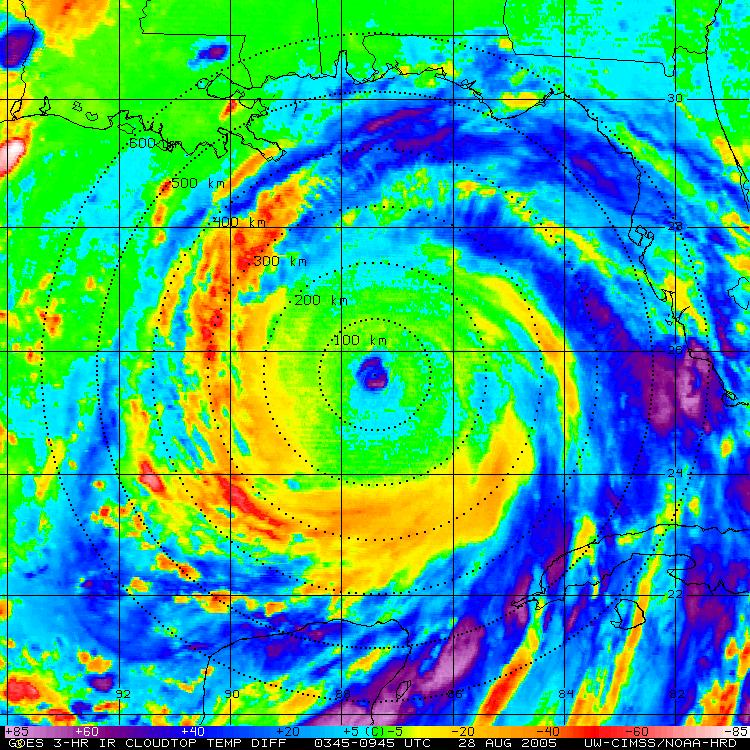 30
600 km
500 km
400 km
28
300 km
200 km
100 km
26
24
22
92 90 88 86 84 82
+85 +60 +40 +20 +5 (C) -5 -20 -40 -60 -85
GOES 3-HR IR CLOUDTOP TEMP DIFF 0345-0945 UTC 28 AUG 2005 UW-CIMSS/NOAA-HRD